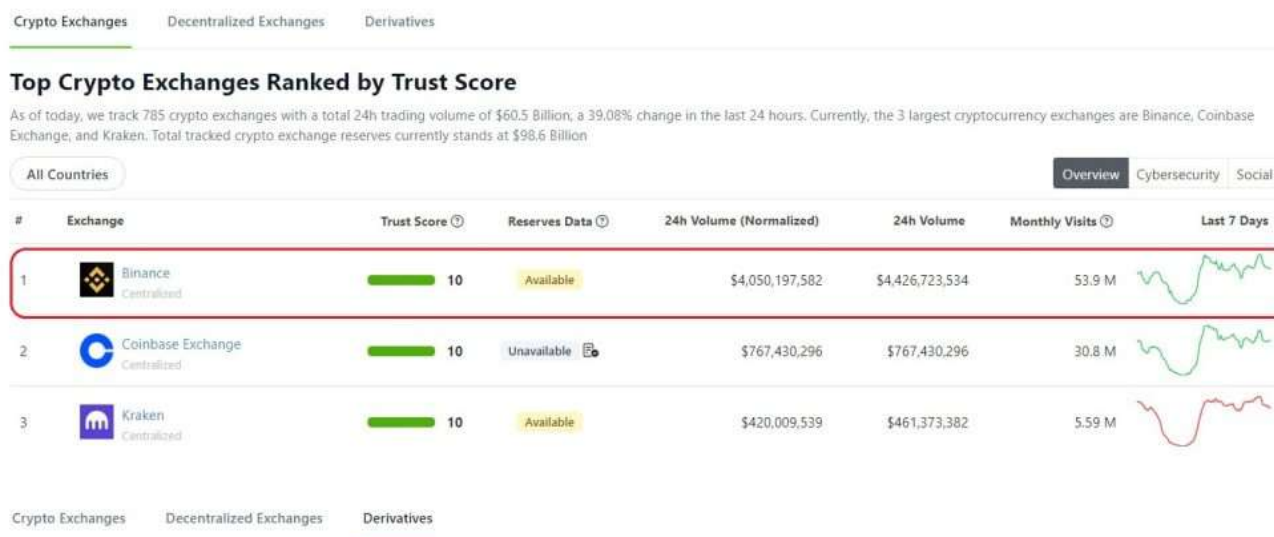 Crypto Exchanges Decentralized Exchanges Derivatives
Top Crypto Exchanges Ranked by Trust Score
As of today, we track 785 crypto exchanges with a total 24h trading volume of $60.5 Billion, a 39.08% change in the last 24 hours. Currently, the 3 largest cryptocurrency exchanges are Binance, Coinbase
Exchange, and Kraken. Total tracked crypto exchange reserves currently stands at $98.6 Billion
All Countries Overview Cybersecurity Social
# Exchange Trust Score Reserves Data 24h Volume (Normalized) 24h Volume Monthly Visits Last 7 Days
1 Binance 10 Available $4,050,197,582 $4,426,723,534 53.9 M
Centralized
2 Coinbase Exchange 10 Unavailable $767,430,296 $767,430,296 30.8 M
Centralized
3 Kraken 10 Available $420,009,539 $461,373,382 5.59 M
Centralized
Crypto Exchanges Decentralized Exchanges Derivatives